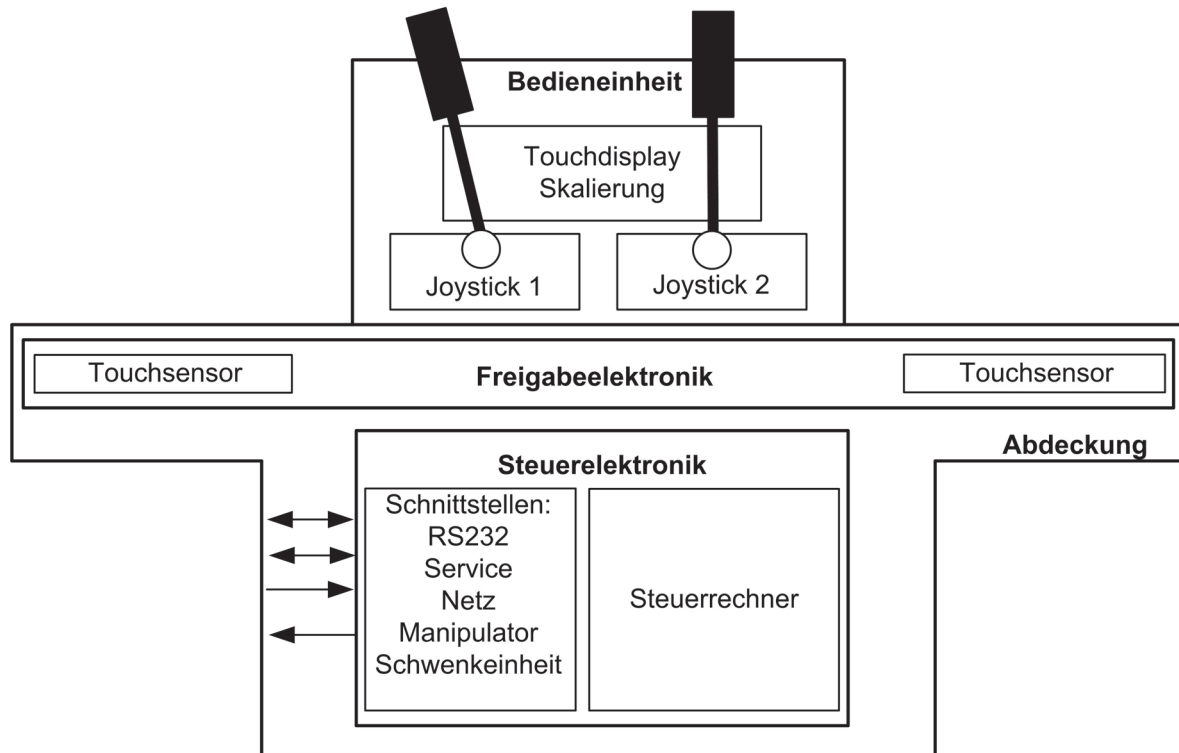 Bedieneinheit
Touchdisplay
Skalierung
Joystick 1
Joystick 2
Touchsensor
Freigabeelektronik
Touchsensor
Abdeckung
Steuerelektronik
Schnittstellen:
RS232
Service
Netz
Manipulator
Schwenkeinheit
Steuerrechner